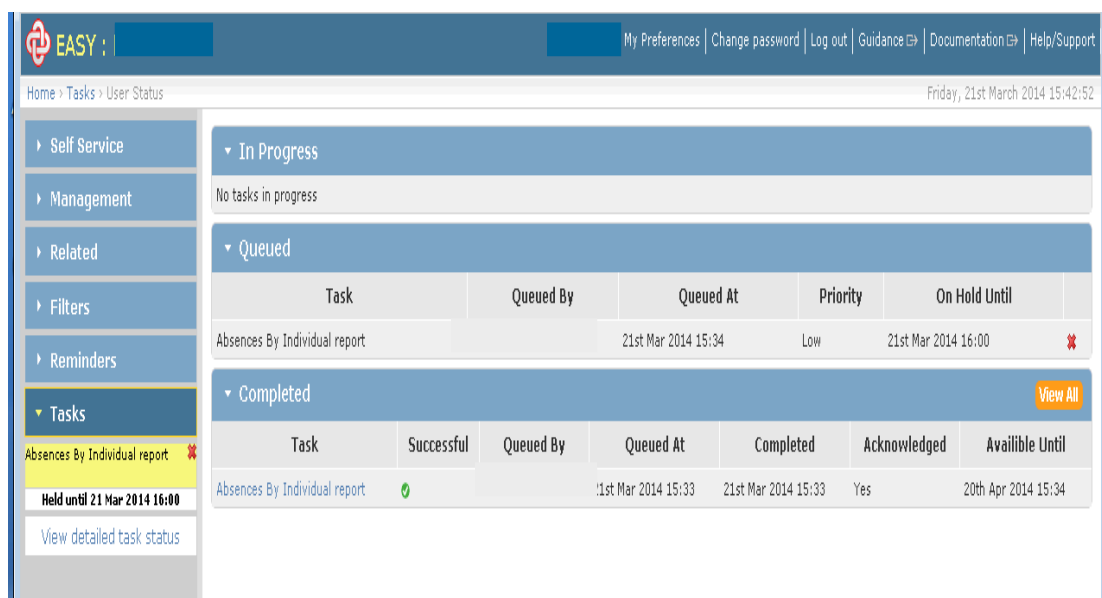 EASY :
My Preferences | Change password | Log out | Guidance | Documentation | Help/Support
Home › Tasks › User Status
Friday, 21st March 2014 15:42:52
Self Service
Management
Related
Filters
Reminders
Tasks
Absences By Individual report
Held until 21 Mar 2014 16:00
View detailed task status
In Progress
No tasks in progress
Queued
Task Queued By Queued At Priority On Hold Until
Absences By Individual report 21st Mar 2014 15:34 Low 21st Mar 2014 16:00
Completed View All
Task Successful Queued By Queued At Completed Acknowledged Availible Until
Absences By Individual report 21st Mar 2014 15:33 21st Mar 2014 15:33 Yes 20th Apr 2014 15:34